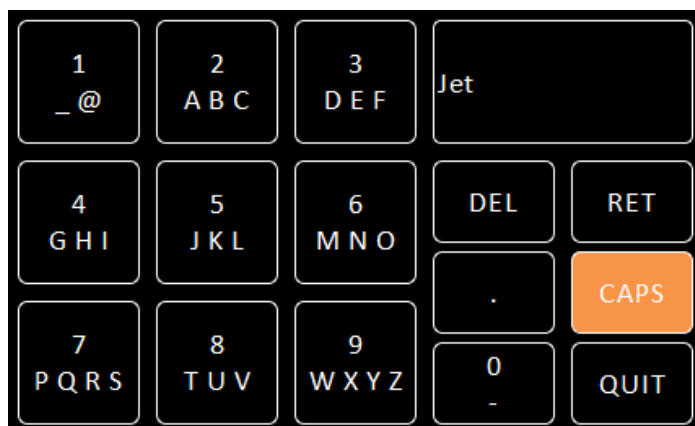 1
_ @
2
A B C
3
D E F
Jet
4
G H I
5
J K L
6
M N O
DEL
RET
.
CAPS
7
P Q R S
8
T U V
9
W X Y Z
0
-
QUIT